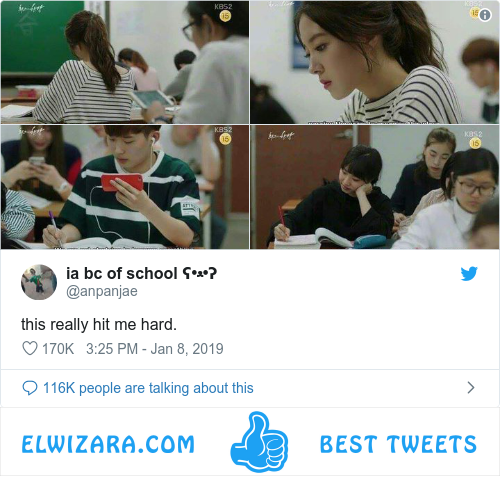 KBS2
15
KBS2
15
KBS2
15
KBS2
15
ia bc of school ʕ•ᴥ•ʔ
@anpanjae
this really hit me hard.
170K 3:25 PM - Jan 8, 2019
116K people are talking about this
ELWIZARA.COM
BEST TWEETS